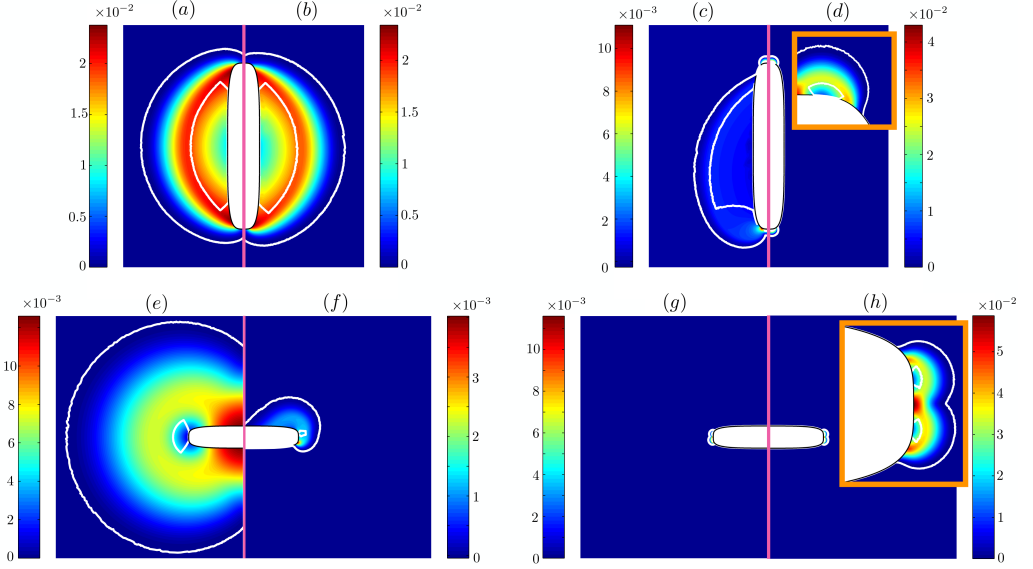 (a) (b) (c) (d)
×10⁻² ×10⁻² ×10⁻³ ×10⁻²
2 2 10 4
1.5 1.5 8 3
1 1 6 2
0.5 0.5 4 1
0 0 2 0
0
(e) (f) (g) (h)
×10⁻³ ×10⁻³ ×10⁻³ ×10⁻²
10 3 10 5
8 2 8 4
6 1 6 3
4 0 4 2
2 2 1
0 0 0